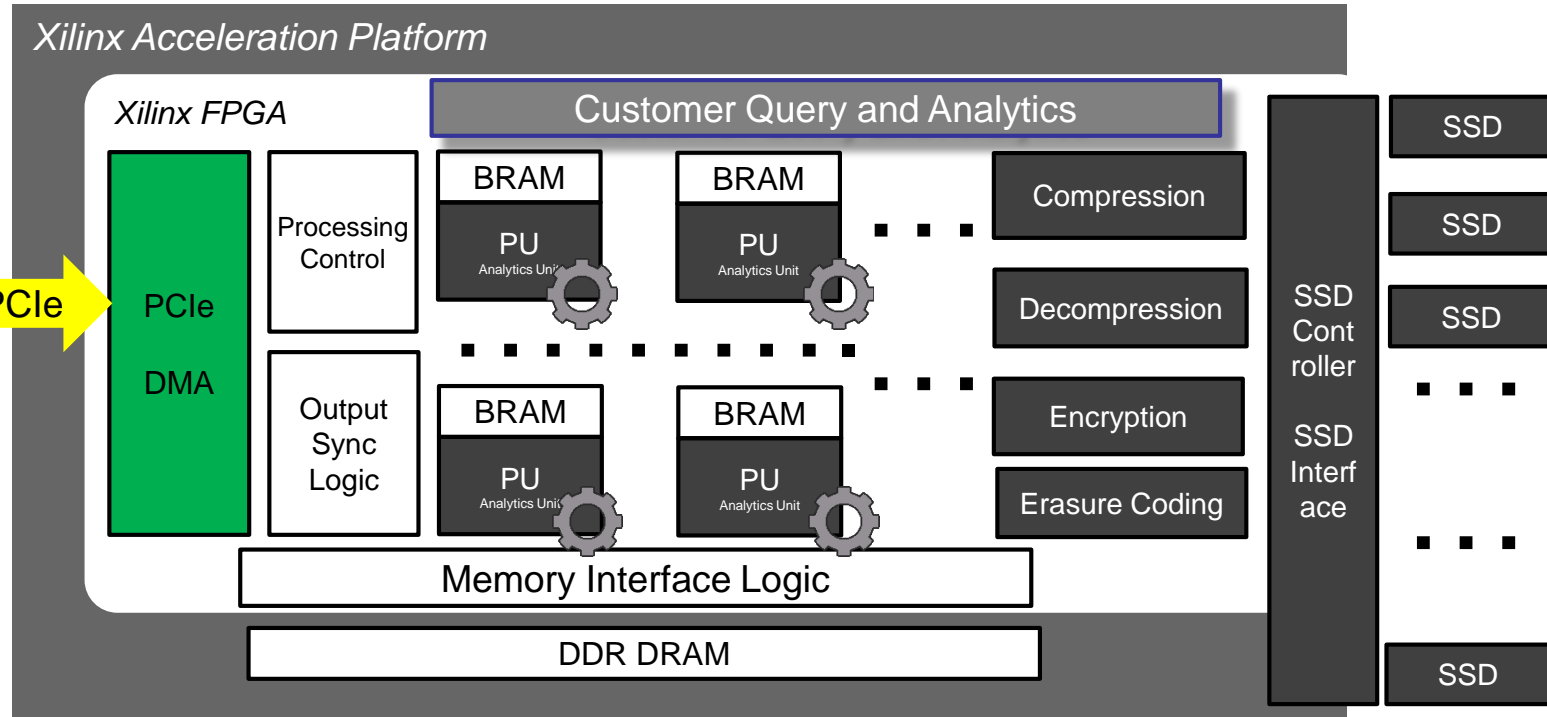 Xilinx Acceleration Platform
Xilinx FPGA
Customer Query and Analytics
PCIe
PCIe
DMA
Processing
Control
Output
Sync
Logic
BRAM
PU
Analytics Unit
BRAM
PU
Analytics Unit
BRAM
PU
Analytics Unit
BRAM
PU
Analytics Unit
Compression
Decompression
Encryption
Erasure Coding
Memory Interface Logic
DDR DRAM
SSD
Cont
roller
SSD
Interf
ace
SSD
SSD
SSD
SSD